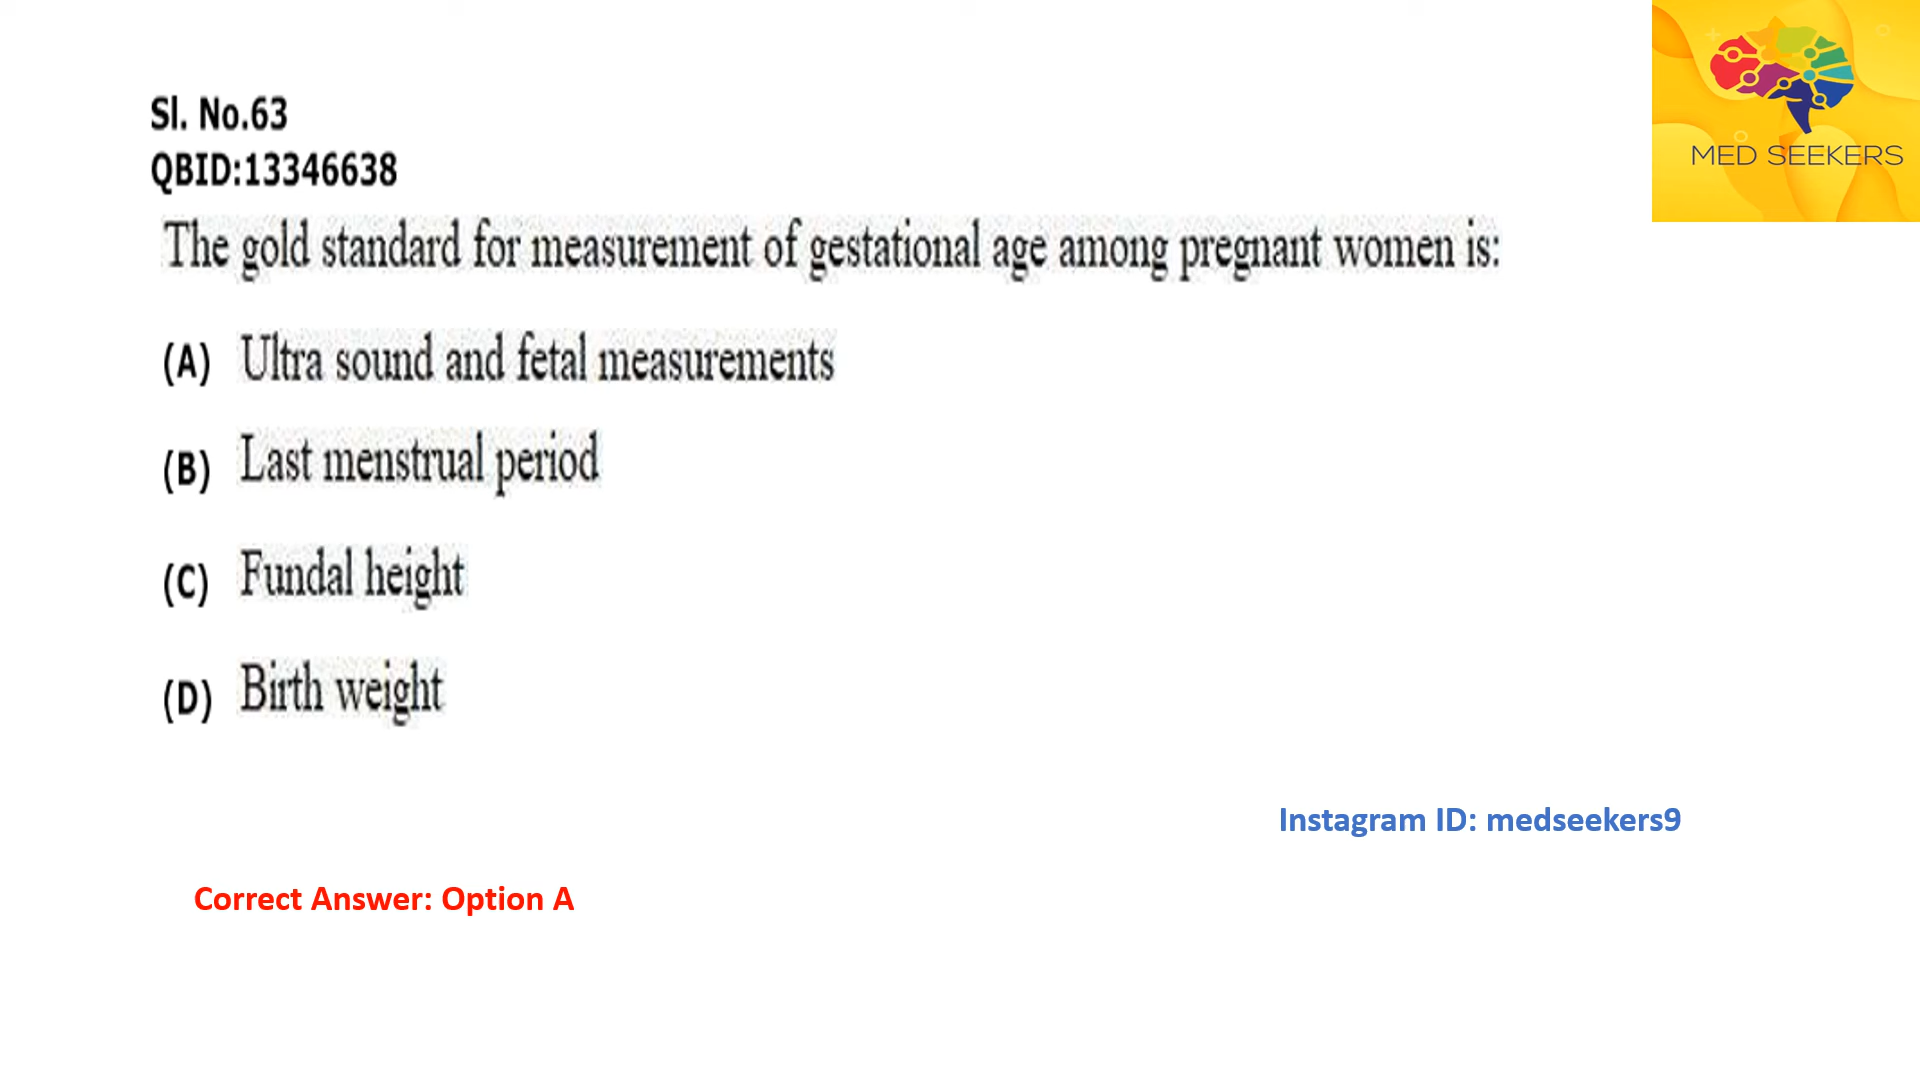 MED SEEKERS
Sl. No.63
QBID:13346638
The gold standard for measurement of gestational age among pregnant women is:
(A) Ultra sound and fetal measurements
(B) Last menstrual period
(C) Fundal height
(D) Birth weight
Instagram ID: medseekers9
Correct Answer: Option A